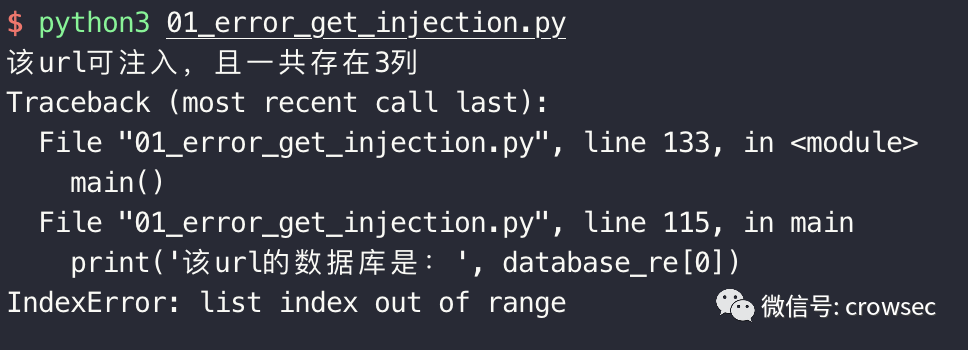 $ python3 01_error_get_injection.py
该url可注入，且一共存在3列
Traceback (most recent call last):
  File "01_error_get_injection.py", line 133, in <module>
    main()
  File "01_error_get_injection.py", line 115, in main
    print('该url的数据库是：', database_re[0])
IndexError: list index out of range
微信号: crowsec